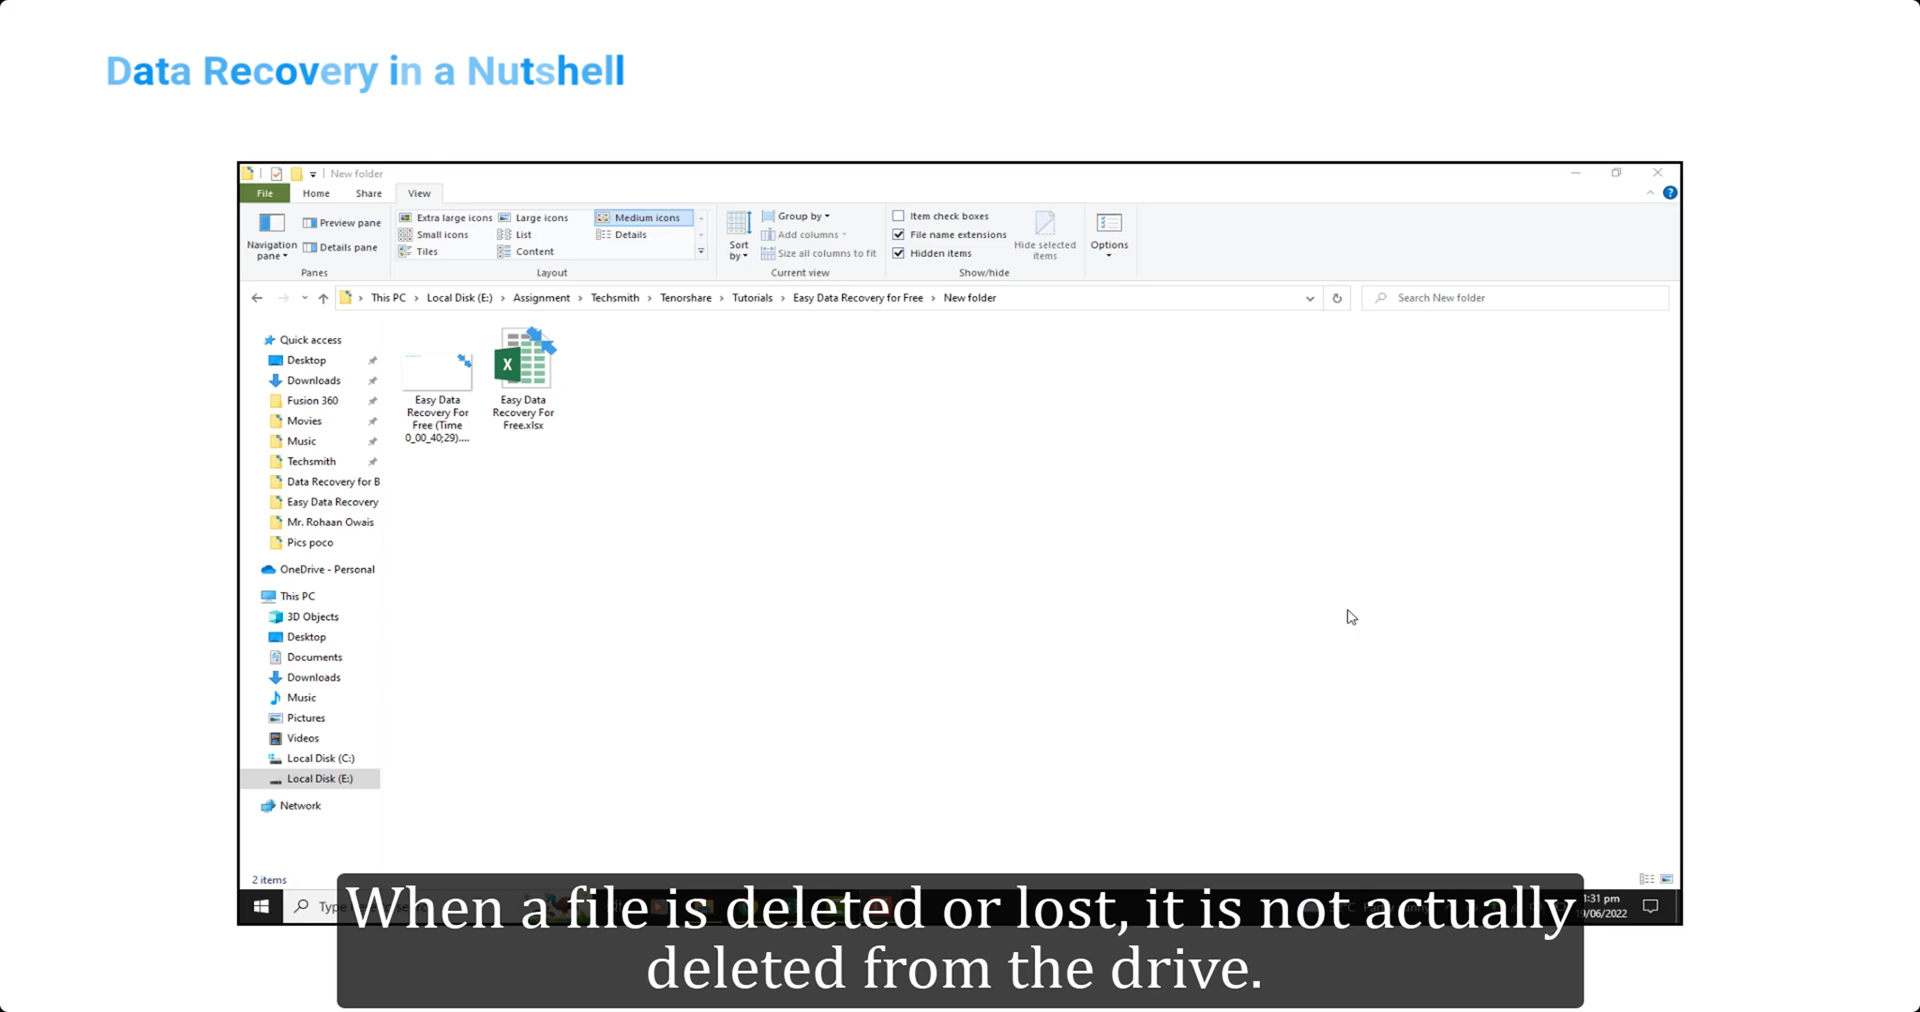 Data Recovery in a Nutshell
New folder
File Home Share View
Navigation pane
Preview pane
Details pane
Panes
Extra large icons Large icons Medium icons
Small icons List Details
Tiles Content
Layout
Sort by
Group by
Add columns
Size all columns to fit
Current view
Item check boxes
File name extensions
Hidden items
Hide selected items
Show/hide
Options
This PC > Local Disk (E:) > Assignment > Techsmith > Tenorshare > Tutorials > Easy Data Recovery for Free > New folder
Search New folder
Quick access
Desktop
Downloads
Fusion 360
Movies
Music
Techsmith
Data Recovery for B
Easy Data Recovery
Mr. Rohaan Owais
Pics poco
OneDrive - Personal
This PC
3D Objects
Desktop
Documents
Downloads
Music
Pictures
Videos
Local Disk (C:)
Local Disk (E:)
Network
Easy Data
Recovery For
Free (Time
0_00_40;29)....
X
Easy Data
Recovery For
Free.xlsx
2 items
1:31 pm
19/06/2022
When a file is deleted or lost, it is not actually
deleted from the drive.